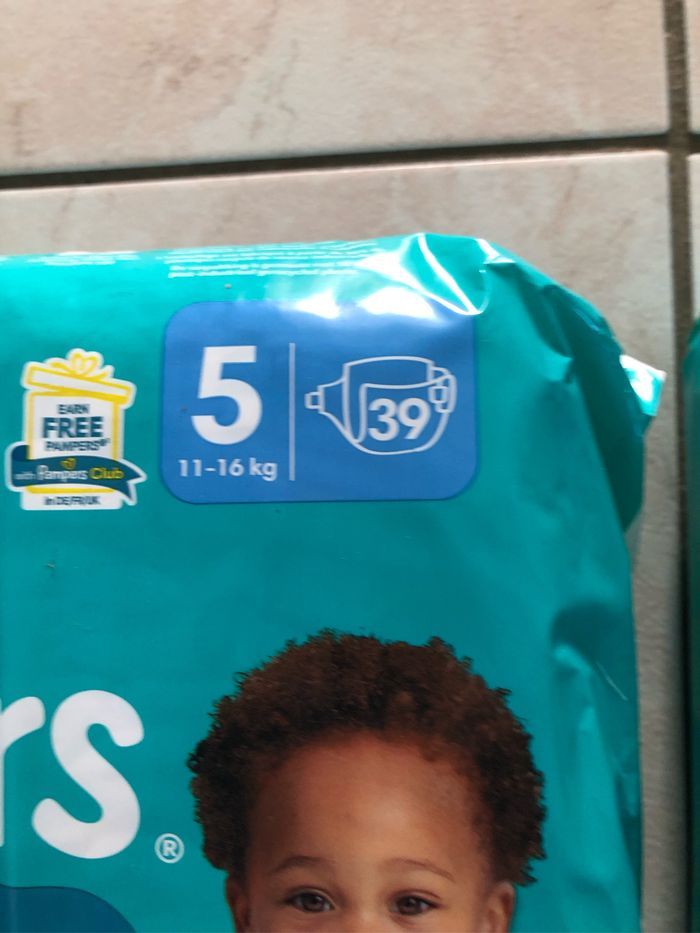 5
11-16 kg
39
EARN
FREE
PAMPERS
with Pampers Club
in DE/FR/UK
rs®